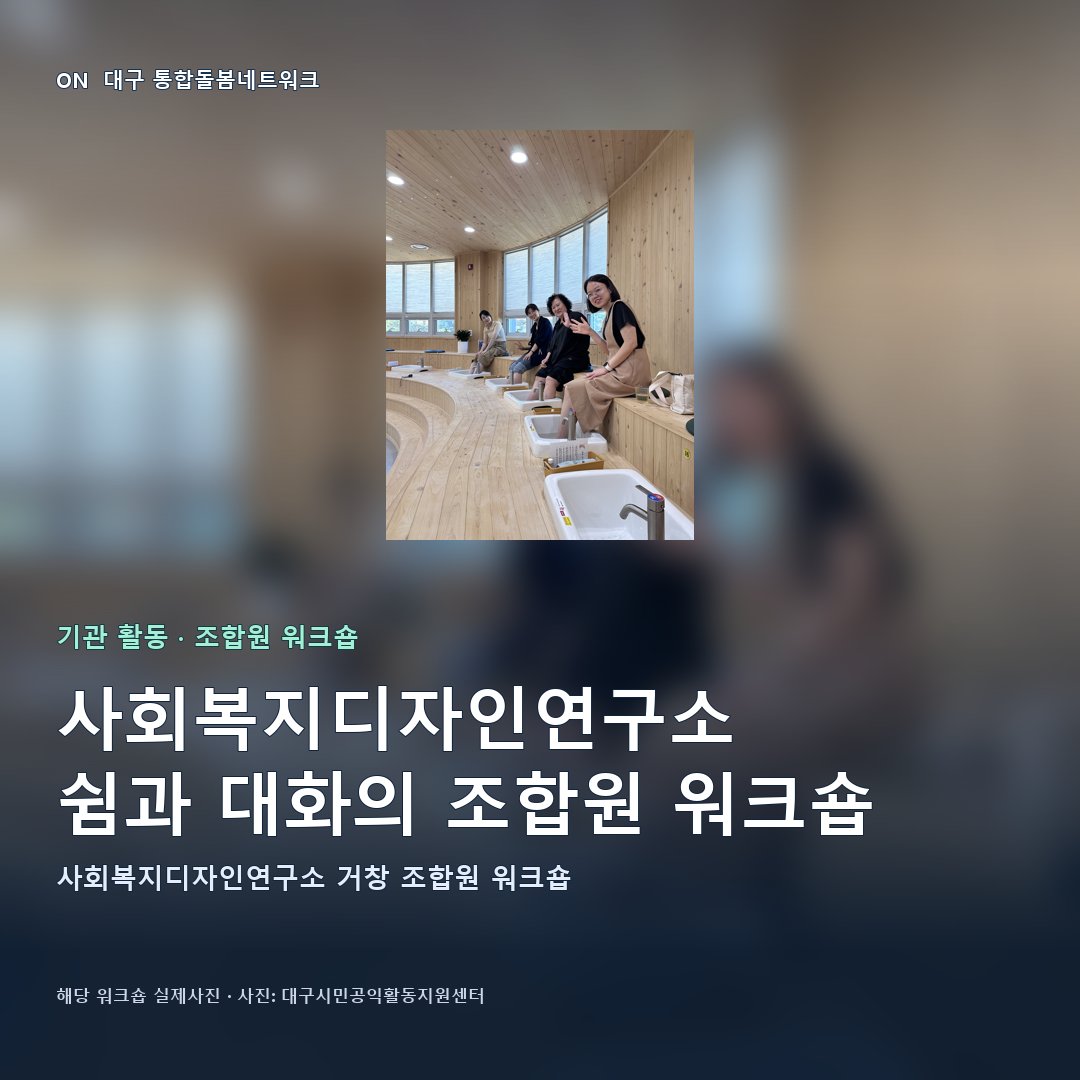 ON 대구 통합돌봄네트워크
기관 활동 · 조합원 워크숍
사회복지디자인연구소
쉼과 대화의 조합원 워크숍
사회복지디자인연구소 거창 조합원 워크숍
해당 워크숍 실제사진 · 사진: 대구시민공익활동지원센터